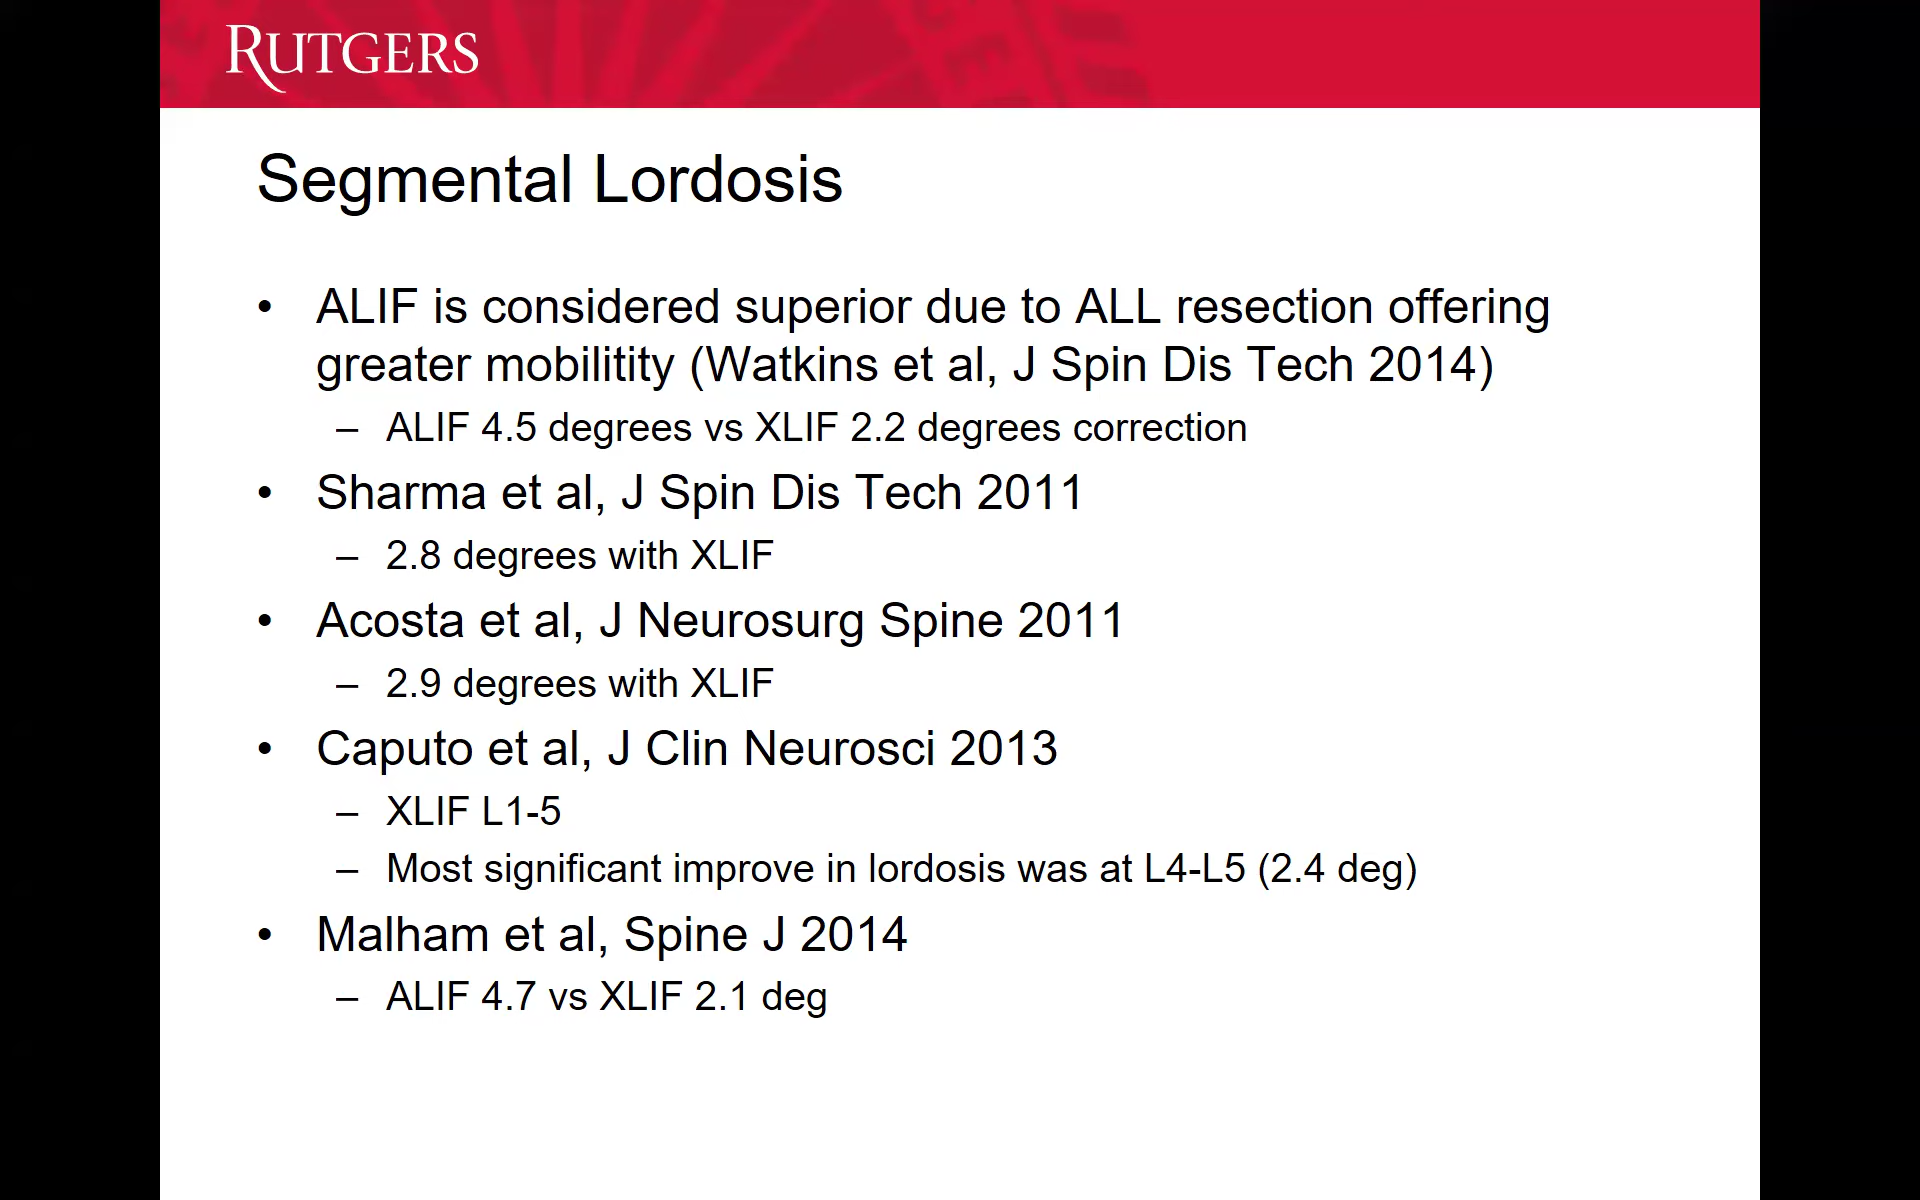 RUTGERS
Segmental Lordosis
• ALIF is considered superior due to ALL resection offering
greater mobilitity (Watkins et al, J Spin Dis Tech 2014)
– ALIF 4.5 degrees vs XLIF 2.2 degrees correction
• Sharma et al, J Spin Dis Tech 2011
– 2.8 degrees with XLIF
• Acosta et al, J Neurosurg Spine 2011
– 2.9 degrees with XLIF
• Caputo et al, J Clin Neurosci 2013
– XLIF L1-5
– Most significant improve in lordosis was at L4-L5 (2.4 deg)
• Malham et al, Spine J 2014
– ALIF 4.7 vs XLIF 2.1 deg